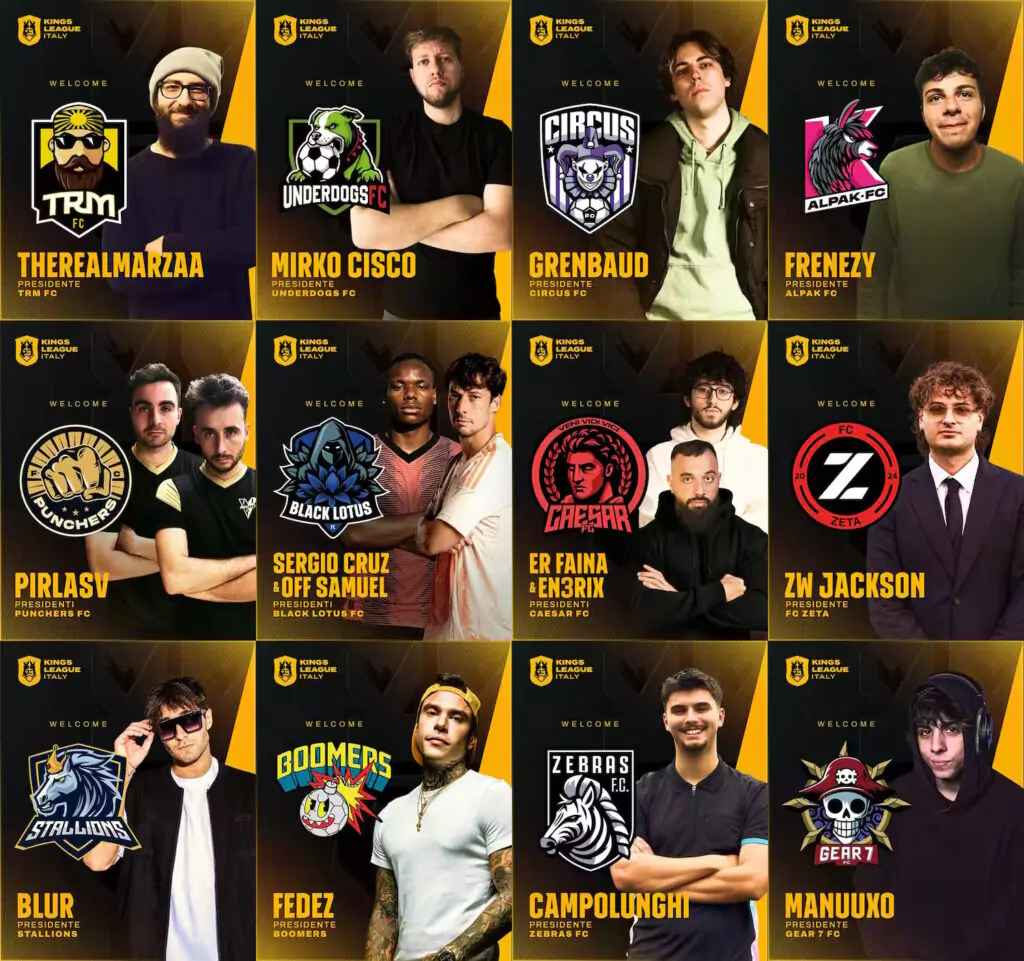 KINGS
LEAGUE
ITALY
WELCOME
TRM
FC
THEREALMARZAA
PRESIDENTE
TRM FC
KINGS
LEAGUE
ITALY
WELCOME
UNDERDOGS FC
MIRKO CISCO
PRESIDENTE
UNDERDOGS FC
KINGS
LEAGUE
ITALY
WELCOME
CIRCUS
FC
GRENBAUD
PRESIDENTE
CIRCUS FC
KINGS
LEAGUE
ITALY
WELCOME
K
ALPAK-FC
FRENEZY
PRESIDENTE
ALPAK FC
KINGS
LEAGUE
ITALY
WELCOME
PUNCHERS
PIRLASV
PRESIDENTI
PUNCHERS FC
KINGS
LEAGUE
ITALY
WELCOME
BLACK LOTUS
FC
SERGIO CRUZ
& OFF SAMUEL
PRESIDENTI
BLACK LOTUS FC
KINGS
LEAGUE
ITALY
WELCOME
VENI VIDI VICI
CAESAR
FC
ER FAINA
& EN3RIX
PRESIDENTI
CAESAR FC
KINGS
LEAGUE
ITALY
WELCOME
FC
20 Z 24
ZETA
ZW JACKSON
PRESIDENTE
FC ZETA
KINGS
LEAGUE
ITALY
WELCOME
STALLIONS
BLUR
PRESIDENTE
STALLIONS
KINGS
LEAGUE
ITALY
WELCOME
BOOMERS
FEDEZ
PRESIDENTE
BOOMERS
KINGS
LEAGUE
ITALY
WELCOME
ZEBRAS
F.C.
CAMPOLUNGHI
PRESIDENTE
ZEBRAS FC
KINGS
LEAGUE
ITALY
WELCOME
GEAR 7
FC
MANUUXO
PRESIDENTE
GEAR 7 FC